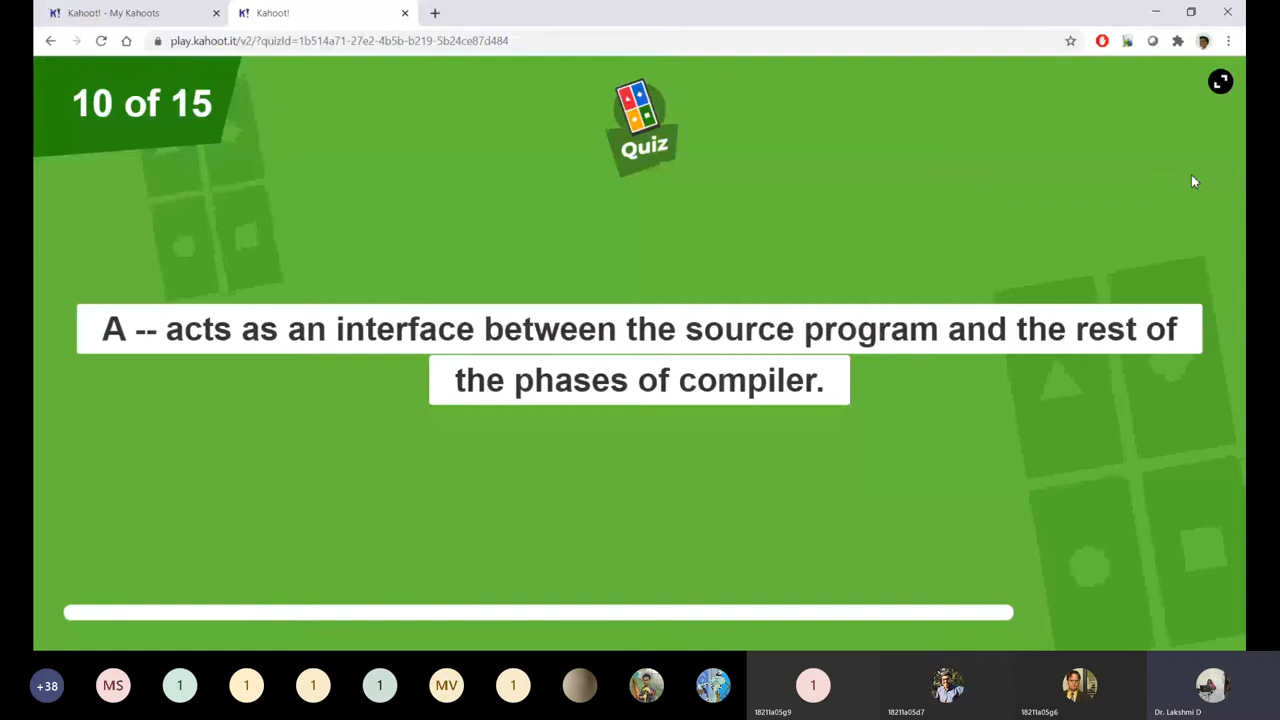 Kahoot! - My Kahoots
Kahoot!
play.kahoot.it/v2/?quizId=1b514a71-27e2-4b5b-b219-5b24ce87d484
10 of 15
Quiz
A -- acts as an interface between the source program and the rest of
the phases of compiler.
+38
MS
1
1
1
1
MV
1
1
18211a05g9
18211a05d7
18211a05g6
Dr. Lakshmi D